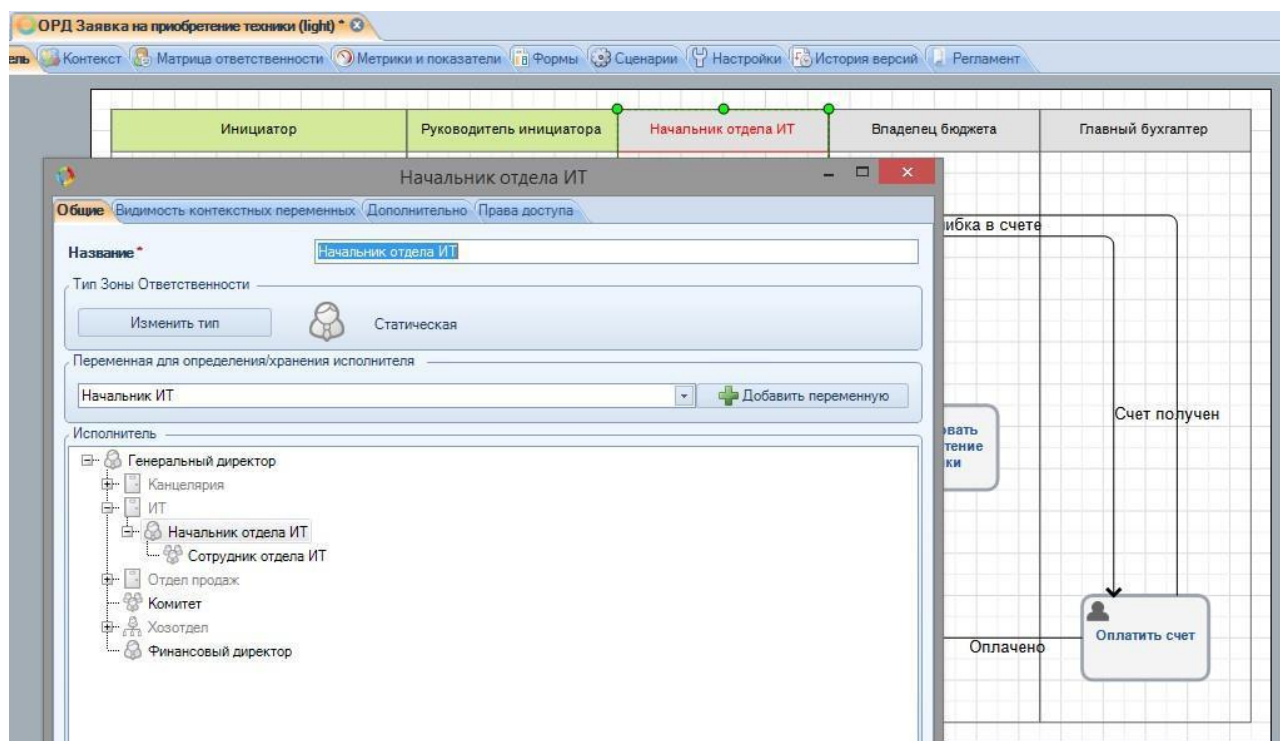 ОРД Заявка на приобретение техники (light) *
ель Контекст Матрица ответственности Метрики и показатели Формы Сценарии Настройки История версий Регламент
Инициатор Руководитель инициатора Начальник отдела ИТ Владелец бюджета Главный бухгалтер
Начальник отдела ИТ
Общие Видимость контекстных переменных Дополнительно Права доступа
ибка в счете
Название* Начальник отдела ИТ
Тип Зоны Ответственности
Изменить тип Статическая
Переменная для определения/хранения исполнителя
Начальник ИТ Добавить переменную
Счет получен
Исполнитель
овать
тение
ки
Генеральный директор
Канцелярия
ИТ
Начальник отдела ИТ
Сотрудник отдела ИТ
Отдел продаж
Комитет
Хозотдел
Финансовый директор
Оплачено
Оплатить счет